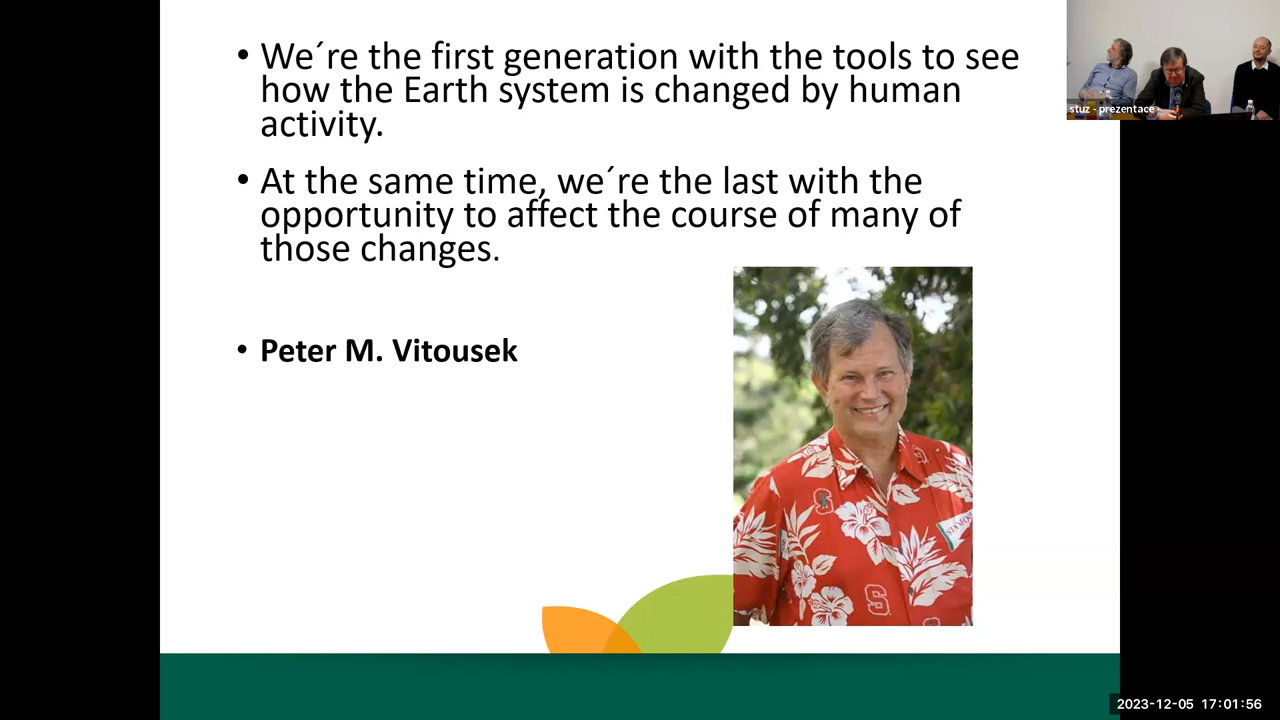 • We´re the first generation with the tools to see
how the Earth system is changed by human
activity.
• At the same time, we´re the last with the
opportunity to affect the course of many of
those changes.
• Peter M. Vitousek
stuz - prezentace
S
S
2023-12-05 17:01:56